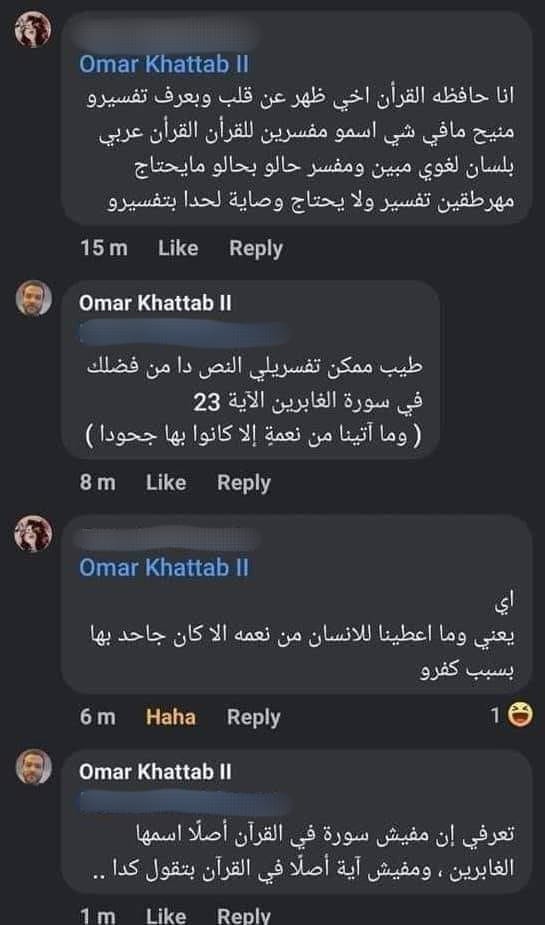 Omar Khattab II
انا حافظه القرأن اخي ظهر عن قلب وبعرف تفسيرو
منيح مافي شي اسمو مفسرين للقرأن القرأن عربي
بلسان لغوي مبين ومفسر حالو بحالو مايحتاج
مهرطقين تفسير ولا يحتاج وصاية لحدا بتفسيرو
15 m Like Reply
Omar Khattab II
طيب ممكن تفسريلي النص دا من فضلك
في سورة الغابرين الآية 23
( وما آتينا من نعمةٍ إلا كانوا بها جحودا )
8 m Like Reply
Omar Khattab II
اي
يعني وما اعطينا للانسان من نعمه الا كان جاحد بها
بسبب كفرو
6 m Haha Reply 1
Omar Khattab II
تعرفي إن مفيش سورة في القرآن أصلًا اسمها
الغابرين ، ومفيش آية أصلًا في القرآن بتقول كدا ..
1 m Like Reply